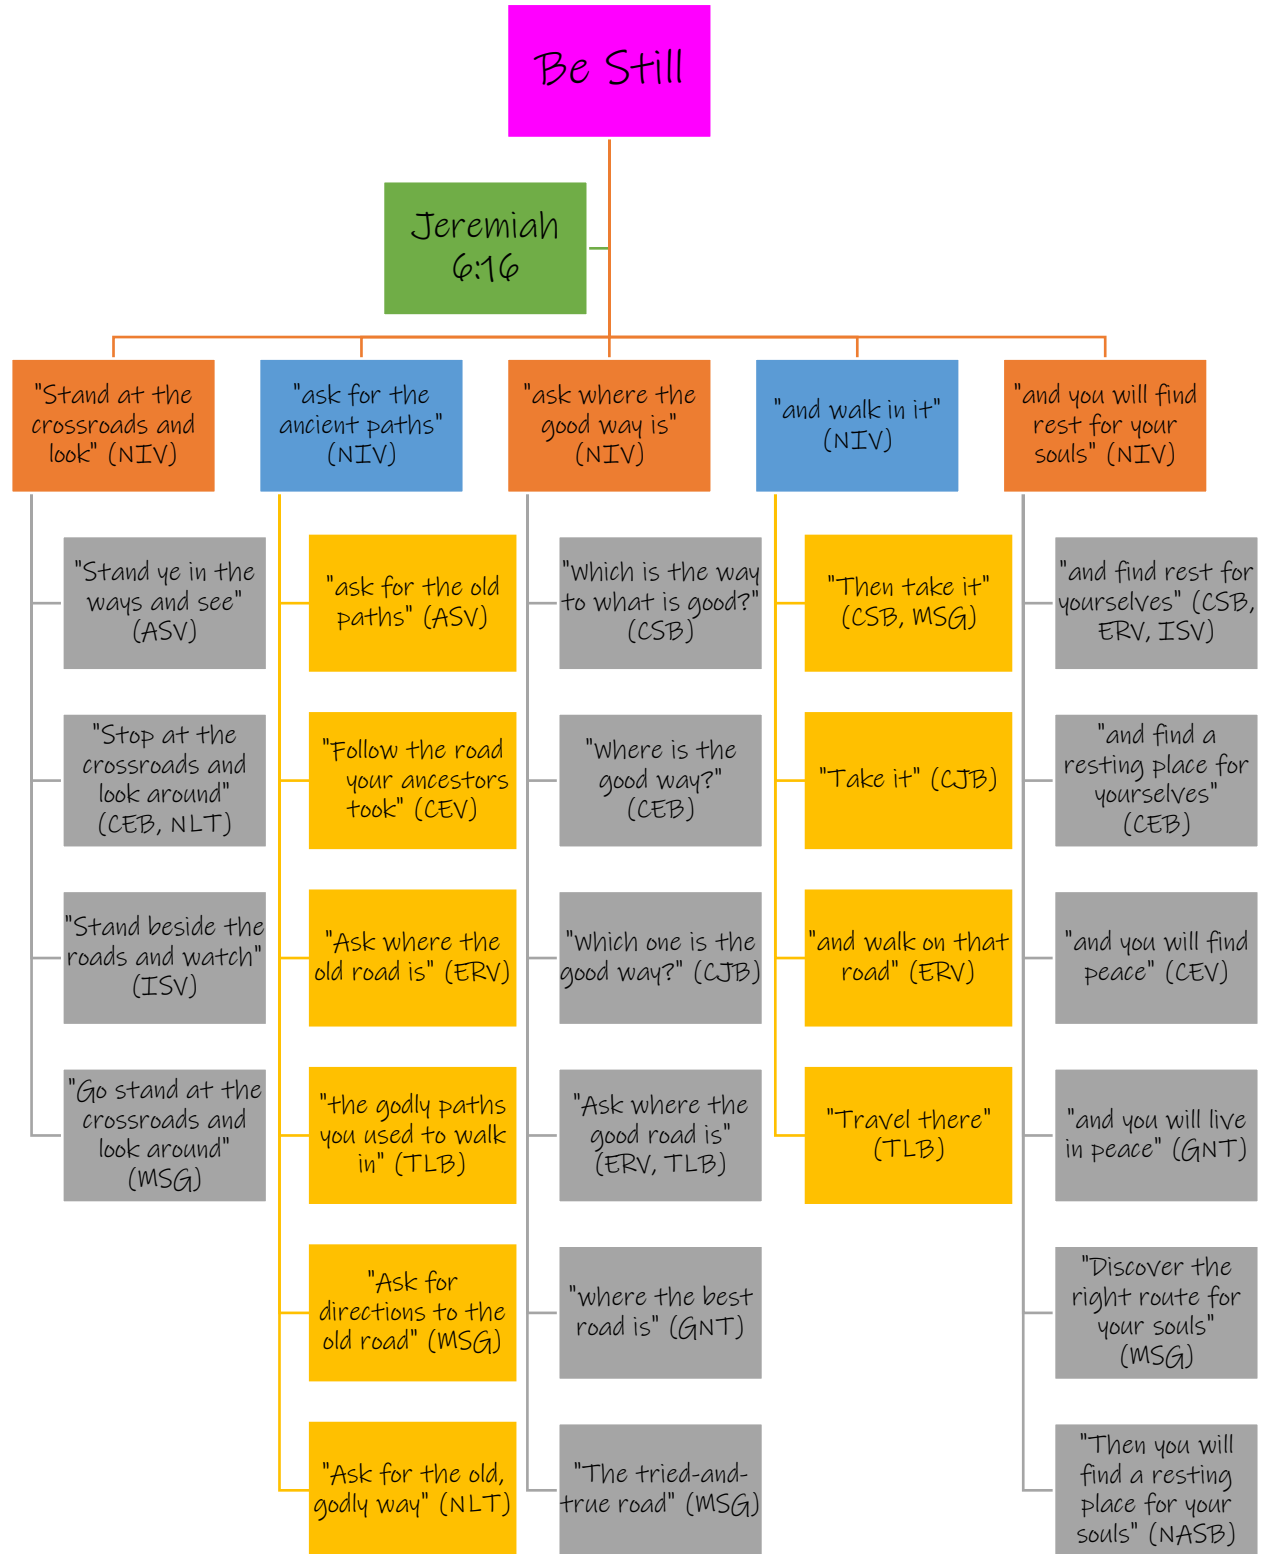 Be Still
Jeremiah
6:16
"Stand at the
crossroads and
look" (NIV)
"ask for the
ancient paths"
(NIV)
"ask where the
good way is"
(NIV)
"and walk in it"
(NIV)
"and you will find
rest for your
souls" (NIV)
"Stand ye in the
ways and see"
(ASV)
"Stop at the
crossroads and
look around"
(CEB, NLT)
"Stand beside the
roads and watch"
(ISV)
"Go stand at the
crossroads and
look around"
(MSG)
"ask for the old
paths" (ASV)
"Follow the road
your ancestors
took" (CEV)
"Ask where the
old road is" (ERV)
"the godly paths
you used to walk
in" (TLB)
"Ask for
directions to the
old road" (MSG)
"Ask for the old,
godly way" (NLT)
"Which is the way
to what is good?"
(CSB)
"Where is the
good way?"
(CEB)
"Which one is the
good way?" (CJB)
"Ask where the
good road is"
(ERV, TLB)
"where the best
road is" (GNT)
"The tried-and-
true road" (MSG)
"Then take it"
(CSB, MSG)
"Take it" (CJB)
"and walk on that
road" (ERV)
"Travel there"
(TLB)
"and find rest for
yourselves" (CSB,
ERV, ISV)
"and find a
resting place for
yourselves"
(CEB)
"and you will find
peace" (CEV)
"and you will live
in peace" (GNT)
"Discover the
right route for
your souls"
(MSG)
"Then you will
find a resting
place for your
souls" (NASB)